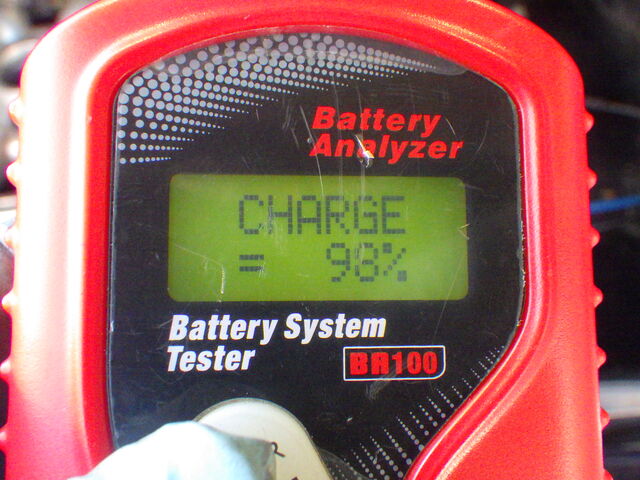 Battery
Analyzer
CHARGE
= 98%
Battery System
Tester
BR100